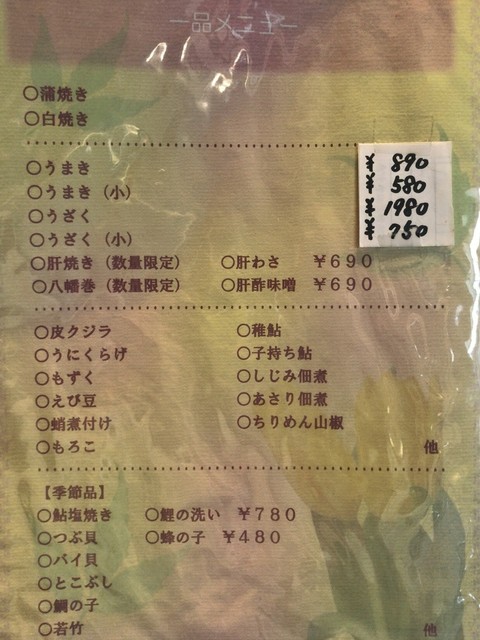 一品メニュー
○蒲焼き
○白焼き
○うまき ￥890
○うまき（小） ￥580
○うざく ￥1980
○うざく（小） ￥750
○肝焼き（数量限定） ○肝わさ ￥690
○八幡巻（数量限定） ○肝酢味噌 ￥690
○皮クジラ ○稚鮎
○うにくらげ ○子持ち鮎
○もずく ○しじみ佃煮
○えび豆 ○あさり佃煮
○蛸煮付け ○ちりめん山椒
○もろこ 他
【季節品】
○鮎塩焼き ○鯉の洗い ￥780
○つぶ貝 ○蜂の子 ￥480
○バイ貝
○とこぶし
○鯛の子
○若竹 他